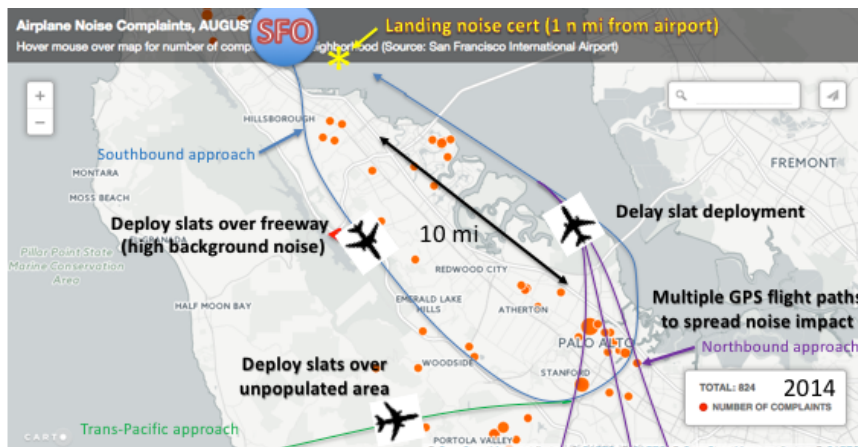 Airplane Noise Complaints, AUGUS
SFO
Landing noise cert (1 n mi from airport)
Hover mouse over map for number of comp
ighborhood (Source: San Francisco International Airport)
+
−
HILLSBOROUGH
Southbound approach
FREMONT
MONTARA
MOSS BEACH
Deploy slats over freeway
(high background noise)
GRANADA
10 mi
Delay slat deployment
Pillar Point State
Marine Conservation
Area
REDWOOD CITY
EMERALD LAKE
HILLS
ATHERTON
HALF MOON BAY
Multiple GPS flight paths
to spread noise impact
PALO ALTO
Northbound approach
WOODSIDE
STANFORD
Deploy slats over
unpopulated area
TOTAL: 824
2014
NUMBER OF COMPLAINTS
Trans-Pacific approach
PORTOLA VALLEY
CARTO